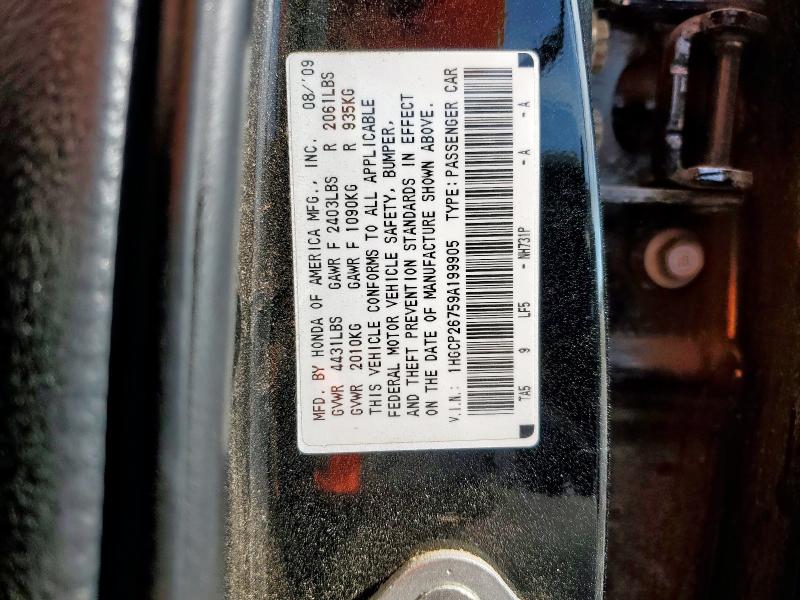 MFD. BY HONDA OF AMERICA MFG., INC. 08/'09
GVWR 4431LBS GAWR F 2403LBS R 2061LBS
GVWR 2010KG GAWR F 1090KG R 935KG
THIS VEHICLE CONFORMS TO ALL APPLICABLE
FEDERAL MOTOR VEHICLE SAFETY, BUMPER,
AND THEFT PREVENTION STANDARDS IN EFFECT
ON THE DATE OF MANUFACTURE SHOWN ABOVE.
V.I.N.: 1HGCP26759A199905 TYPE: PASSENGER CAR
TA5 9 LF5 - NH731P - A - A